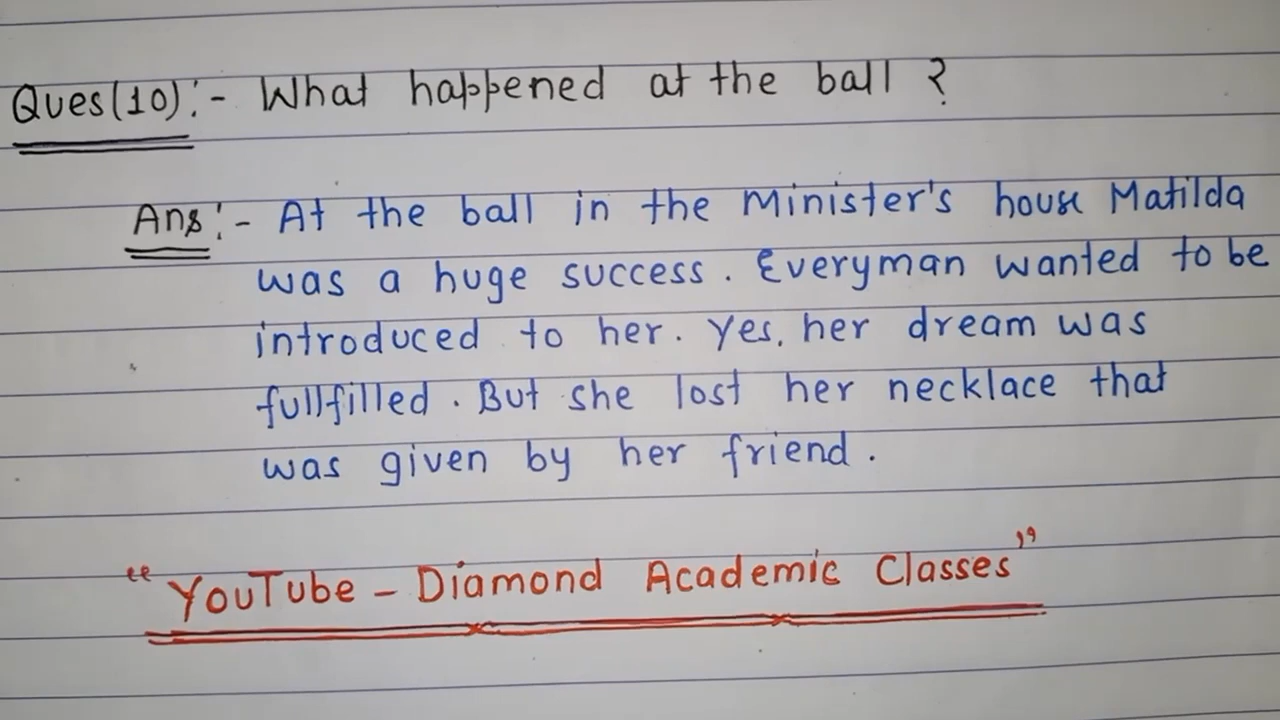 Ques(10):- What happened at the ball ?
Ans:- At the ball in the Minister's house Matilda
was a huge success. Everyman wanted to be
introduced to her. Yes, her dream was
fullfilled. But she lost her necklace that
was given by her friend.
"YouTube - Diamond Academic Classes"